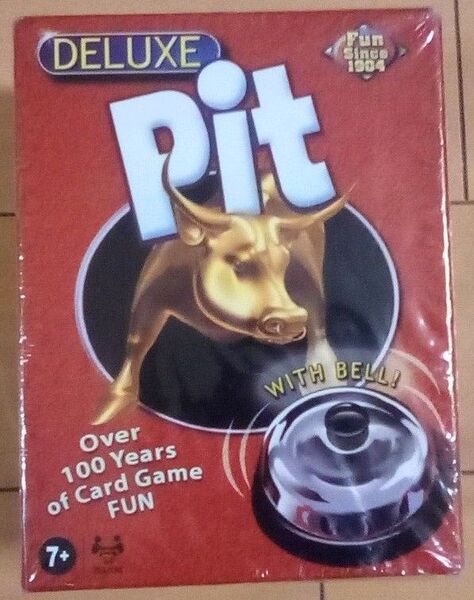 DELUXE
Fun
Since
1904
Pit
WITH BELL!
Over
100 Years
of Card Game
FUN
7+